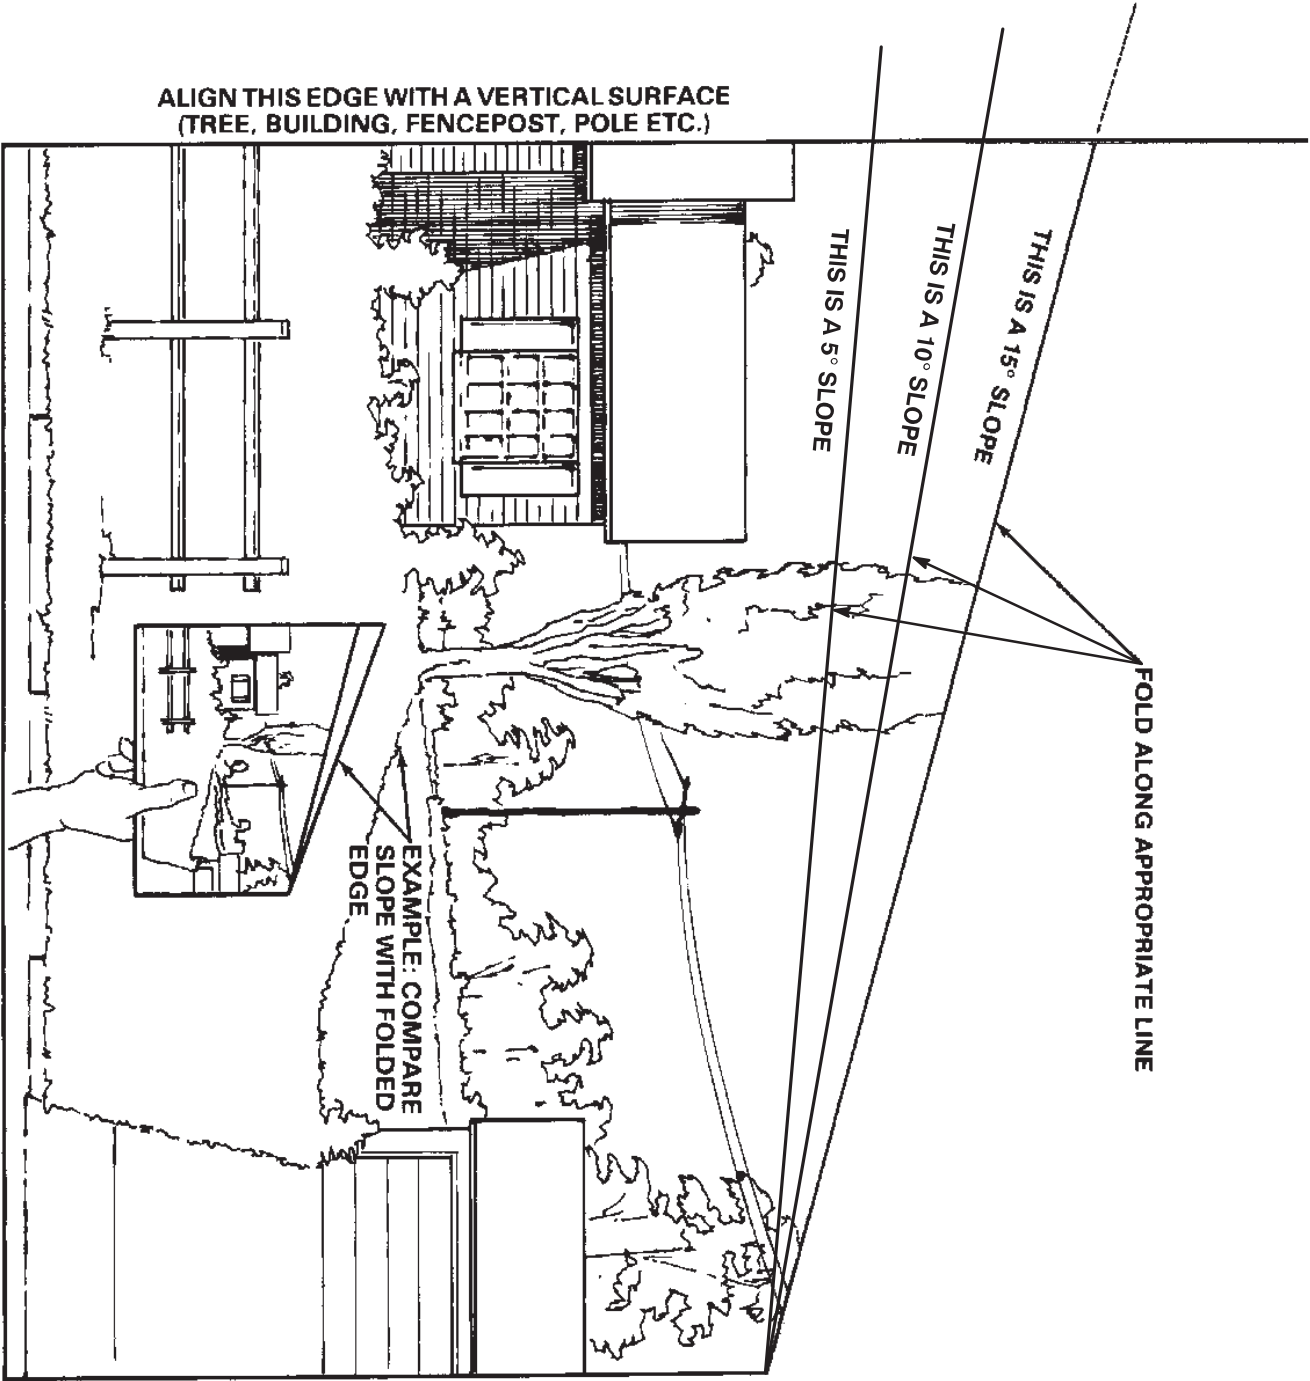 ALIGN THIS EDGE WITH A VERTICAL SURFACE
(TREE, BUILDING, FENCEPOST, POLE ETC.)
THIS IS A 15° SLOPE
THIS IS A 10° SLOPE
THIS IS A 5° SLOPE
FOLD ALONG APPROPRIATE LINE
EXAMPLE: COMPARE
SLOPE WITH FOLDED
EDGE